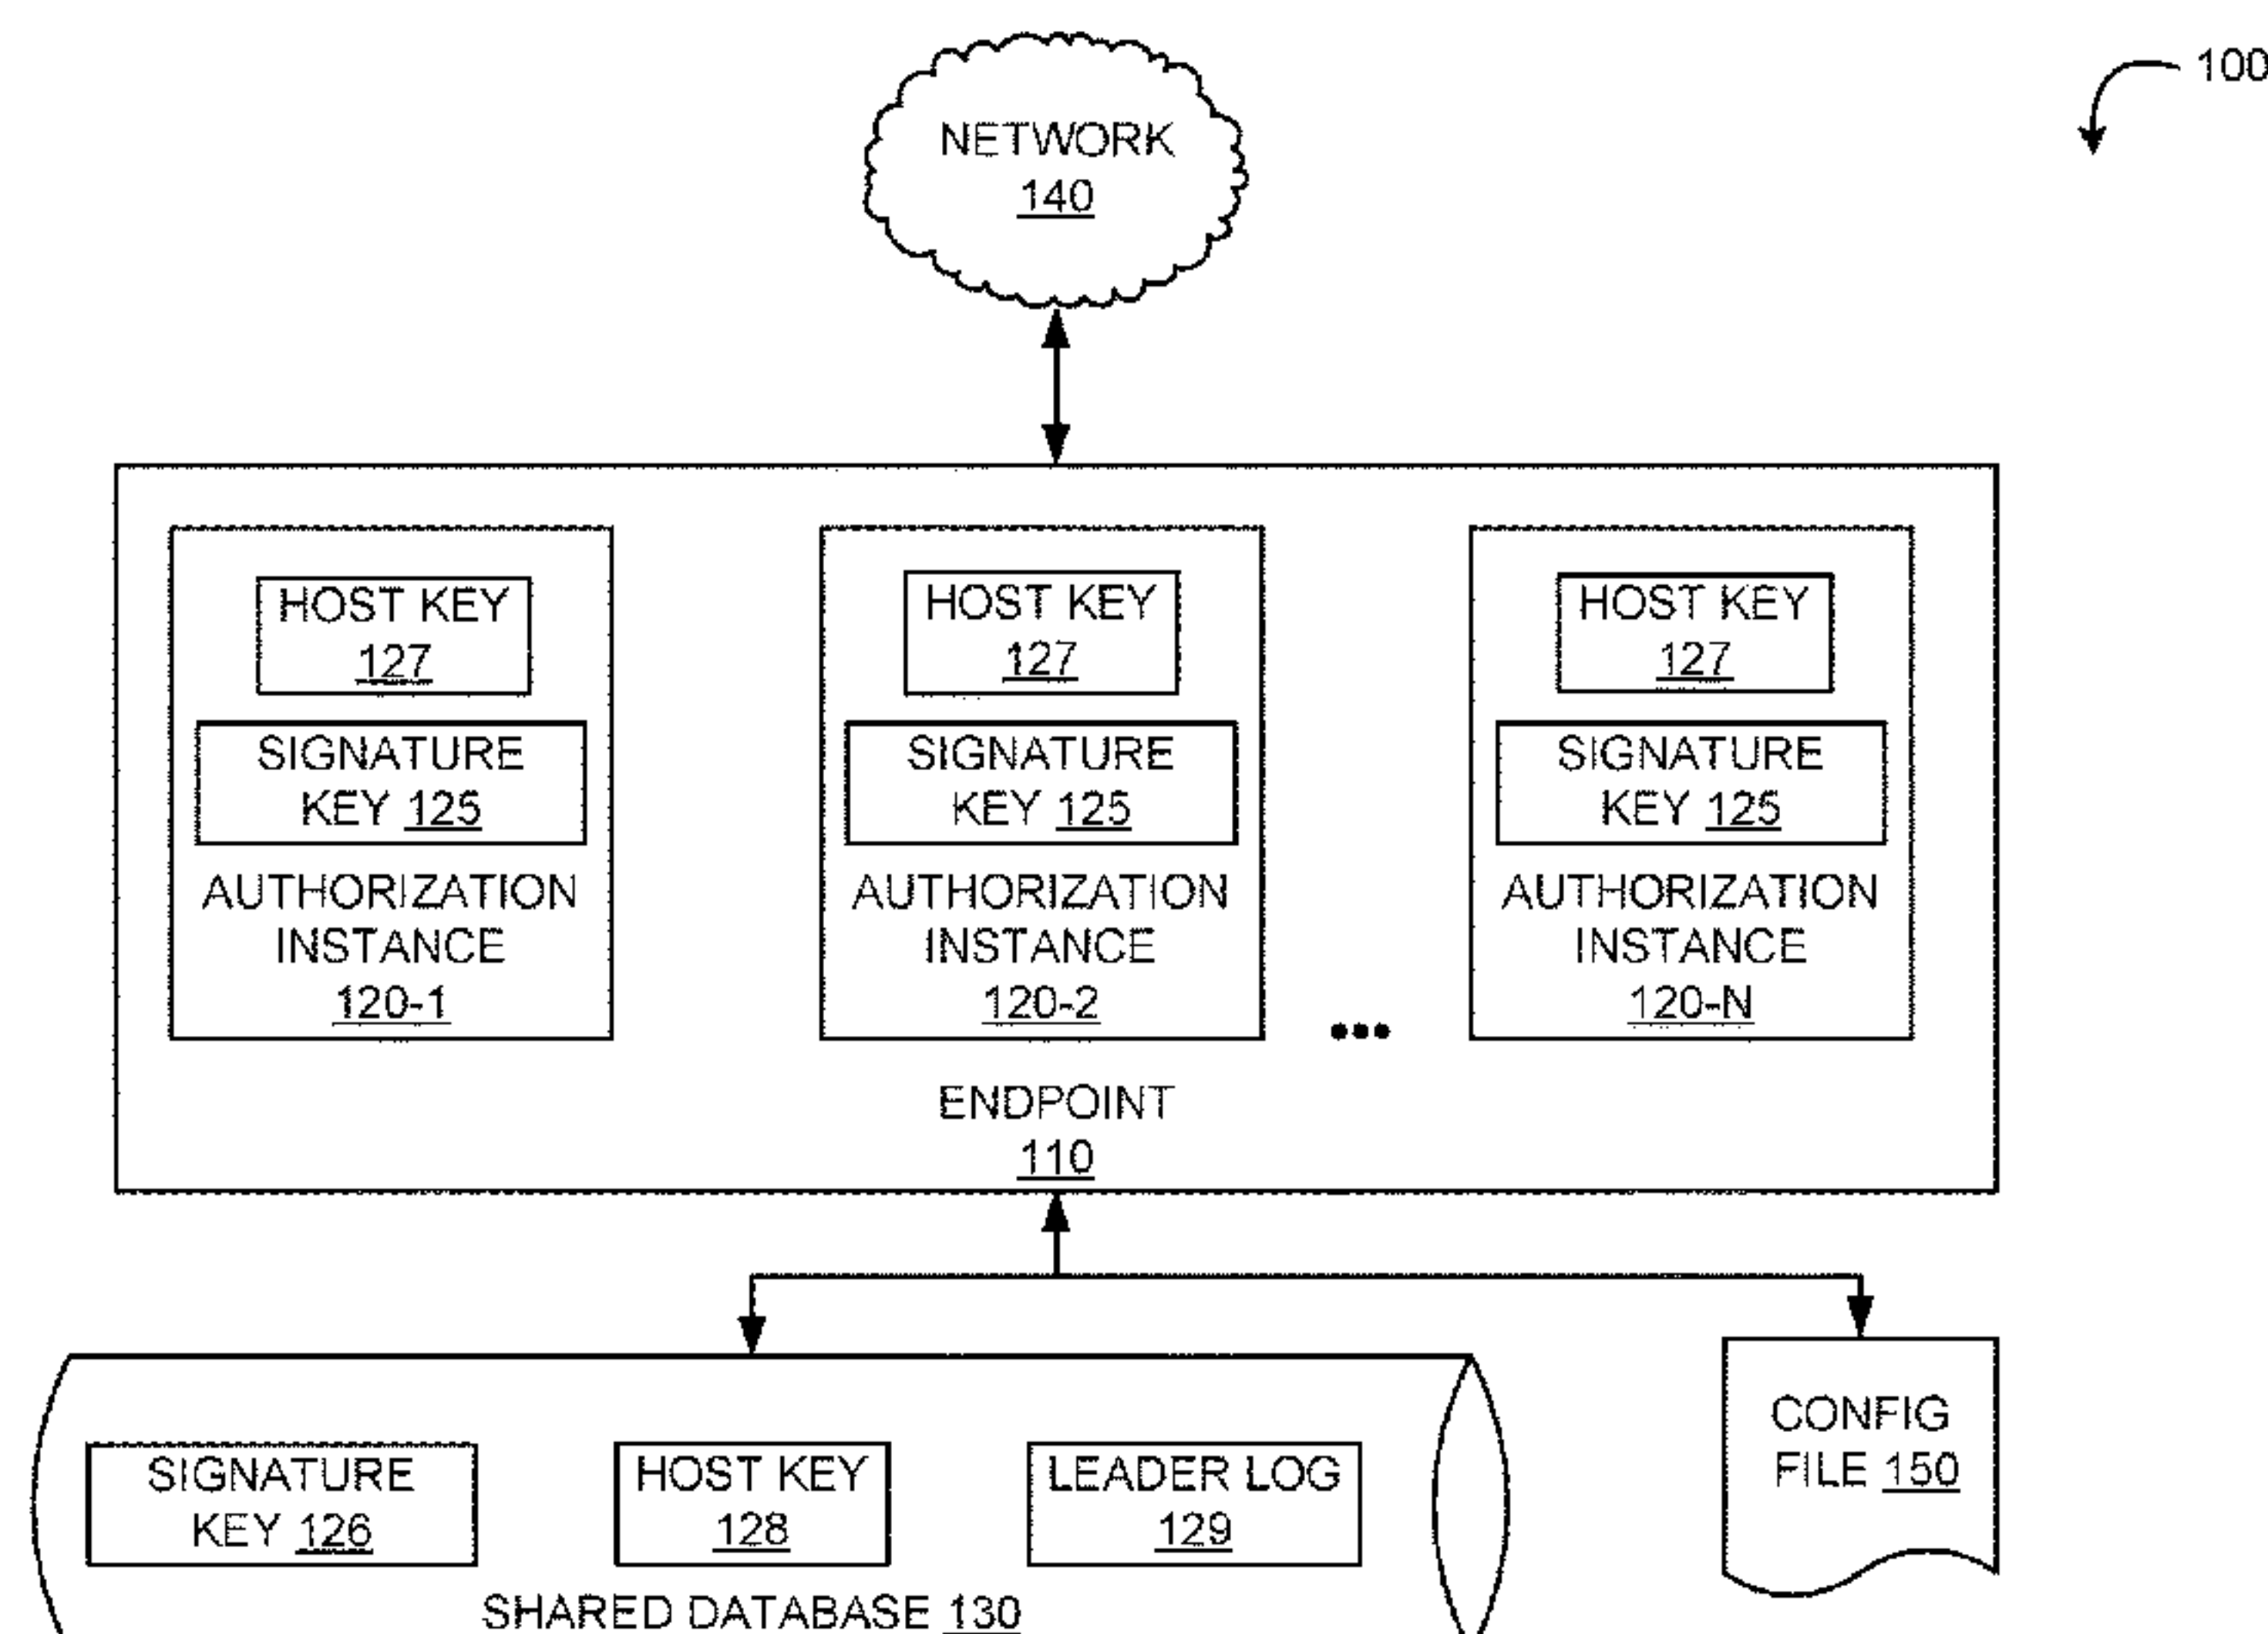 100
NETWORK
140
HOST KEY
127
SIGNATURE
KEY 125
AUTHORIZATION
INSTANCE
120-1
HOST KEY
127
SIGNATURE
KEY 125
AUTHORIZATION
INSTANCE
120-2
•••
HOST KEY
127
SIGNATURE
KEY 125
AUTHORIZATION
INSTANCE
120-N
ENDPOINT
110
SIGNATURE
KEY 126
HOST KEY
128
LEADER LOG
129
SHARED DATABASE 130
CONFIG
FILE 150